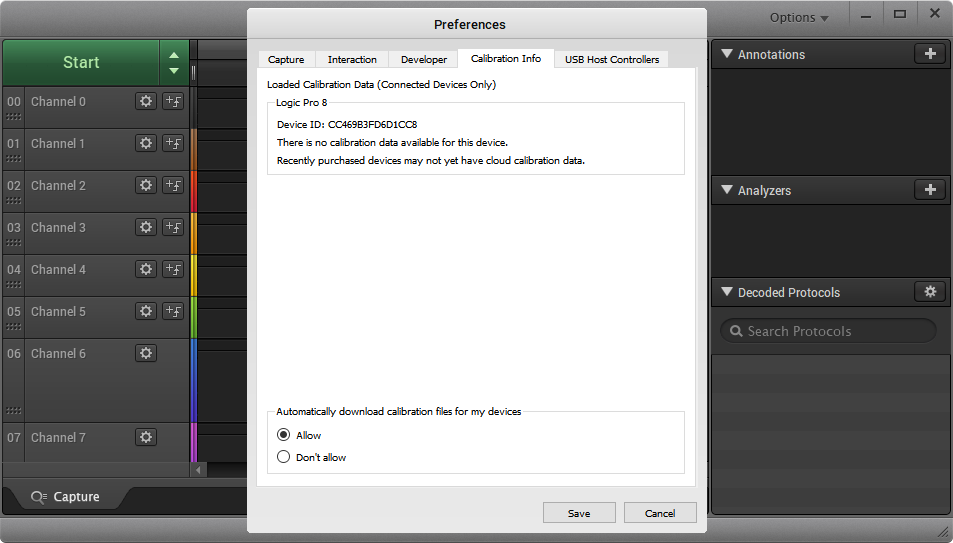 Options
Preferences
Start
Capture
Interaction
Developer
Calibration Info
USB Host Controllers
Loaded Calibration Data (Connected Devices Only)
Logic Pro 8
Device ID: CC469B3FD6D1CC8
There is no calibration data available for this device.
Recently purchased devices may not yet have cloud calibration data.
Automatically download calibration files for my devices
Allow
Don't allow
Save
Cancel
00 Channel 0
01 Channel 1
02 Channel 2
03 Channel 3
04 Channel 4
05 Channel 5
06 Channel 6
07 Channel 7
Capture
Annotations
Analyzers
Decoded Protocols
Search Protocols